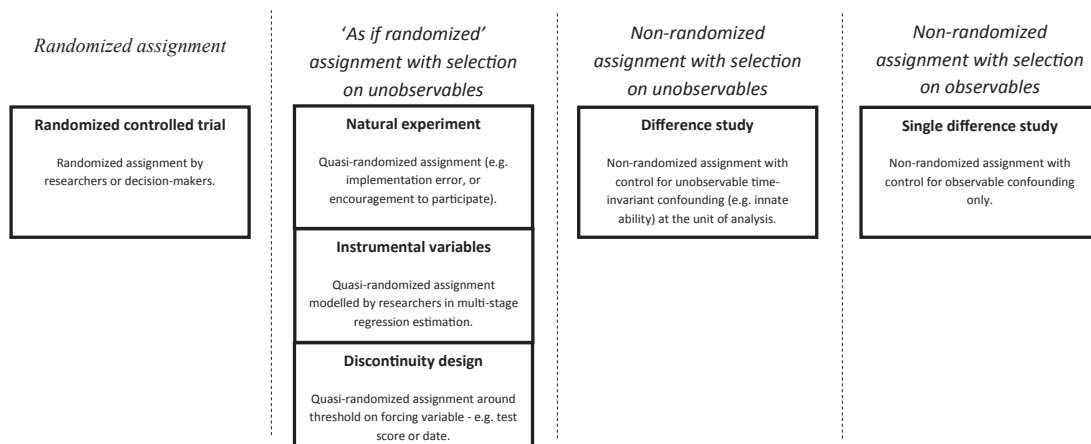 Randomized assignment
Randomized controlled trial
Randomized assignment by
researchers or decision-makers.
‘As if randomized’
assignment with selection
on unobservables
Natural experiment
Quasi-randomized assignment (e.g.
implementation error, or
encouragement to participate).
Instrumental variables
Quasi-randomized assignment
modelled by researchers in multi-stage
regression estimation.
Discontinuity design
Quasi-randomized assignment around
threshold on forcing variable - e.g. test
score or date.
Non-randomized
assignment with selection
on unobservables
Difference study
Non-randomized assignment with
control for unobservable time-
invariant confounding (e.g. innate
ability) at the unit of analysis.
Non-randomized
assignment with selection
on observables
Single difference study
Non-randomized assignment with
control for observable confounding
only.